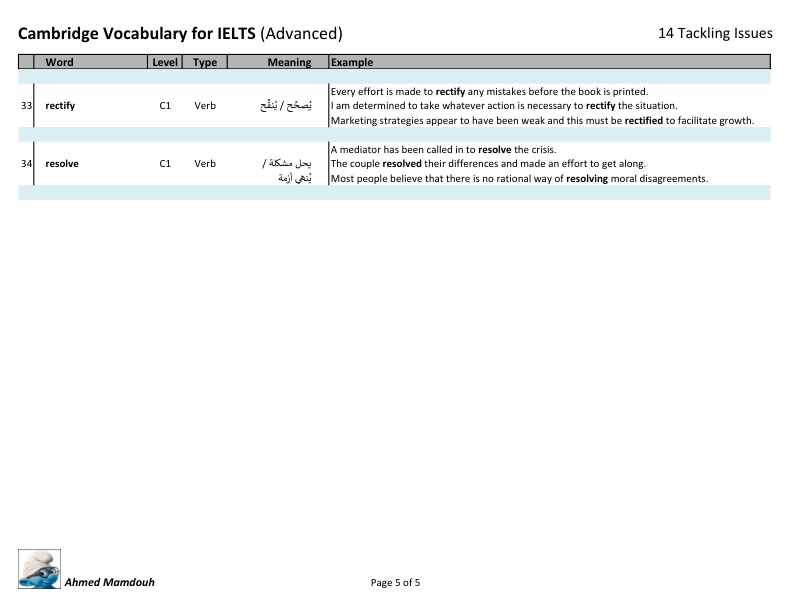 Cambridge Vocabulary for IELTS (Advanced)
14 Tackling Issues
Word Level Type Meaning Example
33 rectify C1 Verb يُصحِّح / يُنقِّح
Every effort is made to rectify any mistakes before the book is printed.
I am determined to take whatever action is necessary to rectify the situation.
Marketing strategies appear to have been weak and this must be rectified to facilitate growth.
34 resolve C1 Verb يحل مشكلة /
يُنهي أزمة
A mediator has been called in to resolve the crisis.
The couple resolved their differences and made an effort to get along.
Most people believe that there is no rational way of resolving moral disagreements.
Ahmed Mamdouh
Page 5 of 5